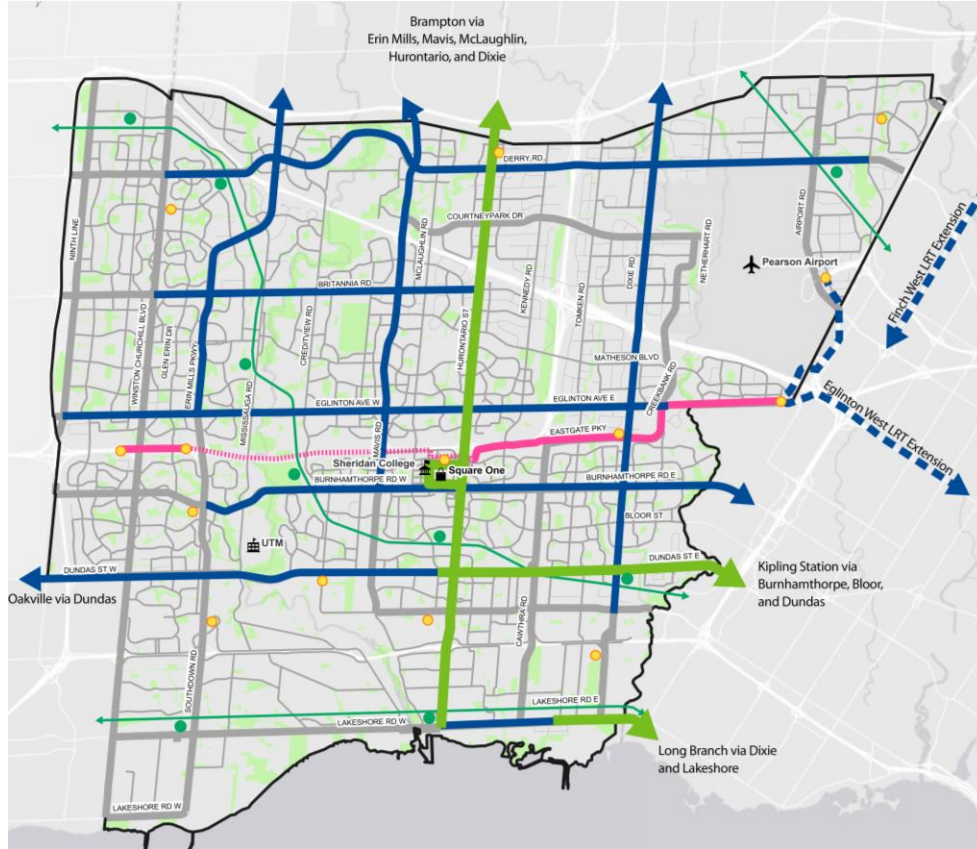 Brampton via
Erin Mills, Mavis, McLaughlin,
Hurontario, and Dixie
DERRY RD
COURTNEYPARK DR
NINTH LINE
WINSTON CHURCHILL BLVD
GLEN ERIN DR
ERIN MILLS PKWY
MISSISSAUGA RD
BRITANNIA RD
CREDITVIEW RD
MCLAUGHLIN RD
HURONTARIO ST
KENNEDY RD
TOMKEN RD
DIXIE RD
NETHERHART RD
AIRPORT RD
Pearson Airport
Finch West LRT Extension
MATHESON BLVD
CREEKBANK RD
EGLINTON AVE W
EGLINTON AVE E
Eglinton West LRT Extension
MAVIS RD
EASTGATE PKY
Sheridan College
Square One
BURNHAMTHORPE RD W
BURNHAMTHORPE RD E
BLOOR ST
UTM
DUNDAS ST W
DUNDAS ST E
Oakville via Dundas
Kipling Station via
Burnhamthorpe, Bloor,
and Dundas
CAWTHRA RD
SOUTHDOWN RD
LAKESHORE RD E
LAKESHORE RD W
Long Branch via Dixie
and Lakeshore
LAKESHORE RD W